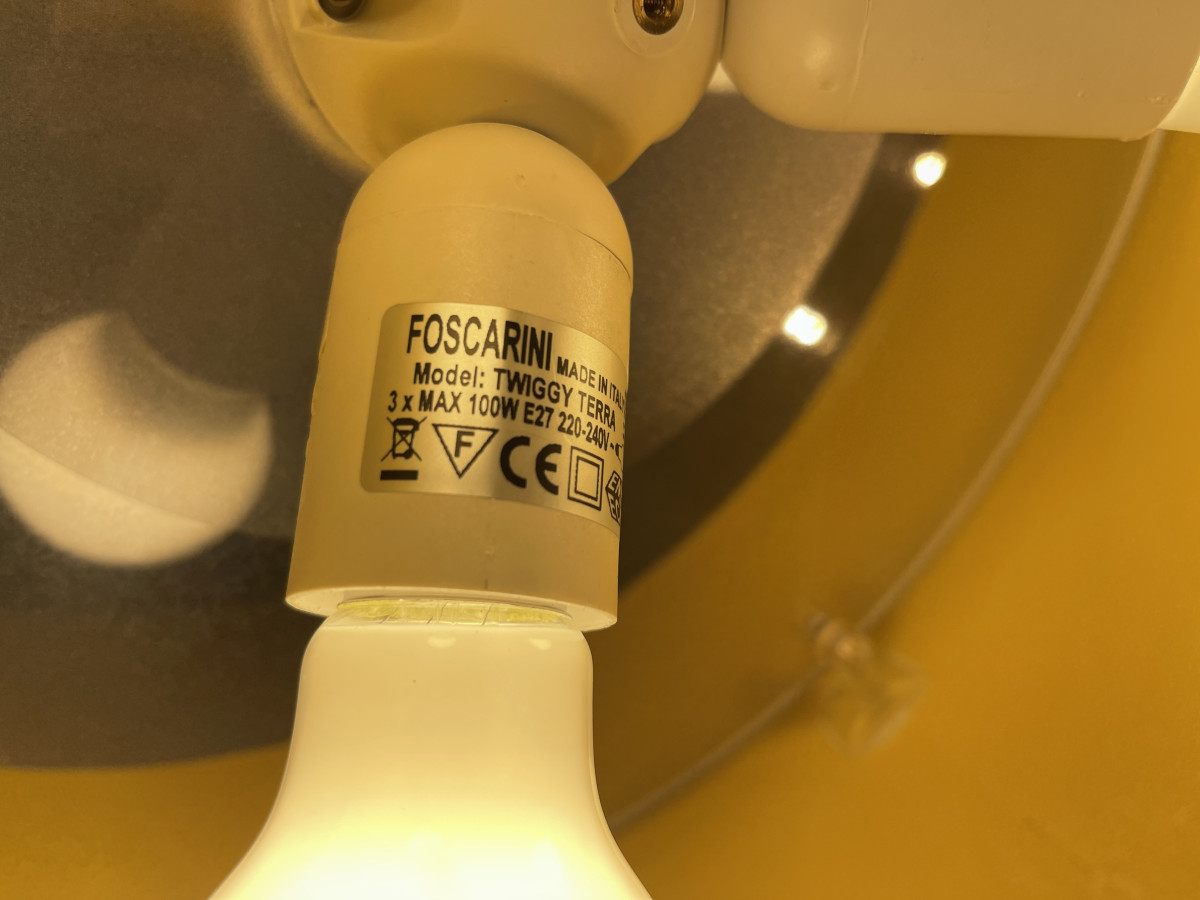 FOSCARINI MADE IN ITALY
Model: TWIGGY TERRA
3 x MAX 100W E27 220-240V~
F
CE